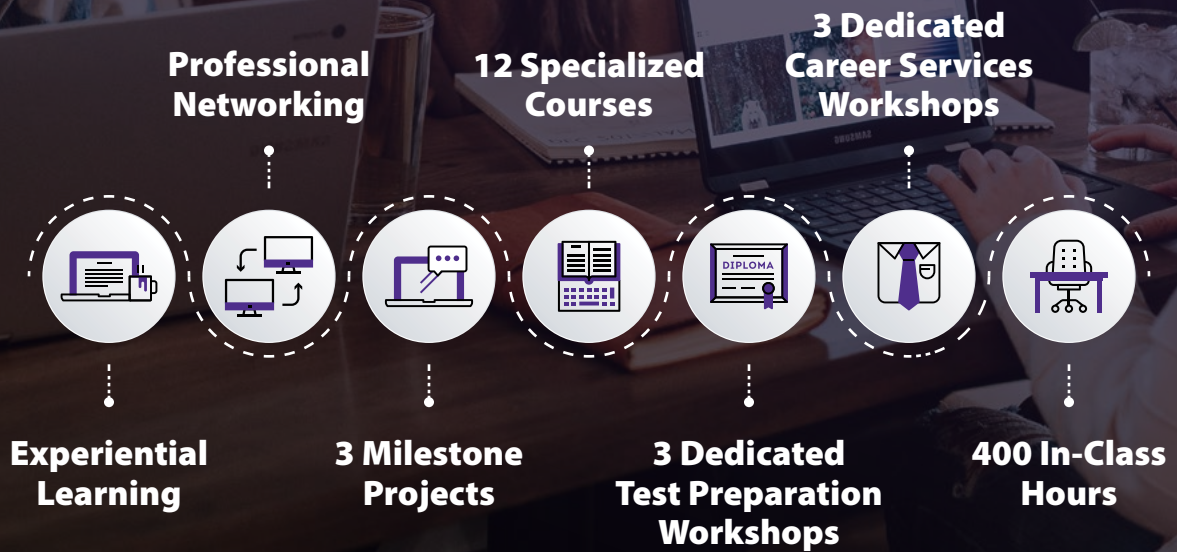 Professional
Networking
12 Specialized
Courses
3 Dedicated
Career Services
Workshops
SAMSUNG
DIPLOMA
Experiential
Learning
3 Milestone
Projects
3 Dedicated
Test Preparation
Workshops
400 In-Class
Hours